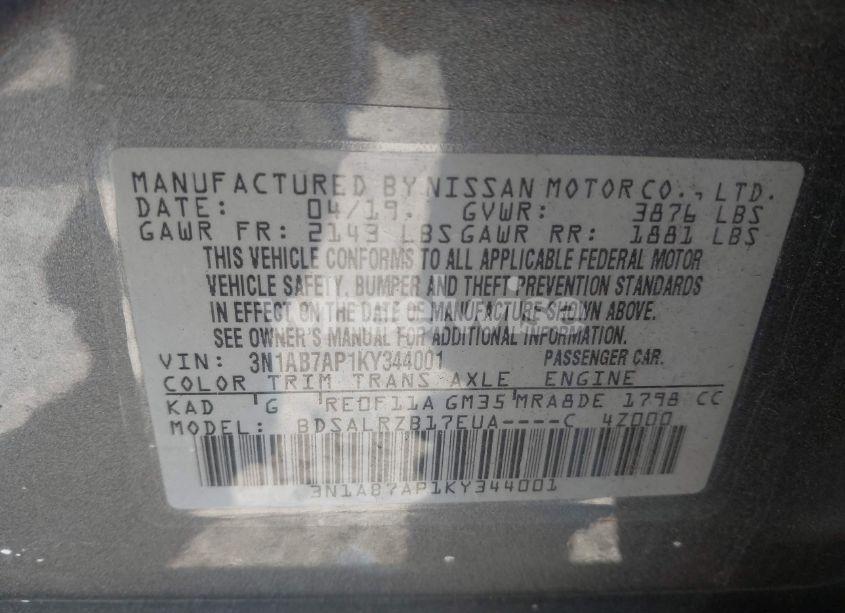 MANUFACTURED BY NISSAN MOTOR CO., LTD.
DATE: 04/19. GVWR: 3876 LBS
GAWR FR: 2143 LBS GAWR RR: 1881 LBS
THIS VEHICLE CONFORMS TO ALL APPLICABLE FEDERAL MOTOR
VEHICLE SAFETY, BUMPER AND THEFT PREVENTION STANDARDS
IN EFFECT ON THE DATE OF MANUFACTURE SHOWN ABOVE.
SEE OWNER'S MANUAL FOR ADDITIONAL INFORMATION.
VIN: 3N1AB7AP1KY344001 PASSENGER CAR.
COLOR TRIM TRANS AXLE ENGINE
KAD G RE0F11A GM35 MRA8DE 1798 CC
MODEL: BDSALRZB17EUA----C 4Z000
3N1AB7AP1KY344001